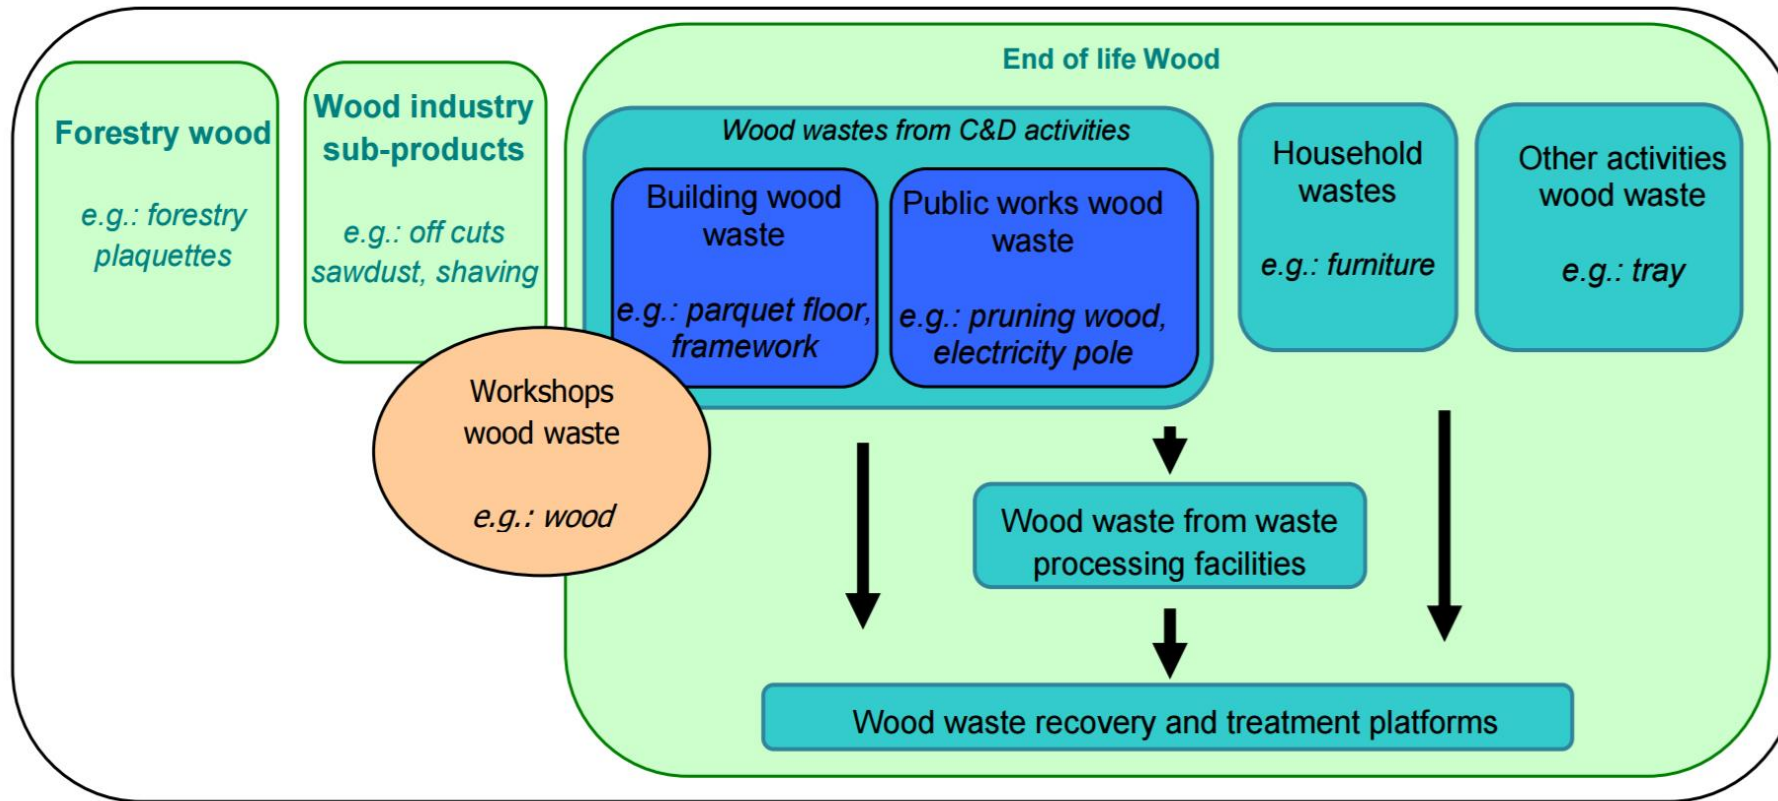 End of life Wood
Forestry wood
e.g.: forestry
plaquettes
Wood industry
sub-products
e.g.: off cuts
sawdust, shaving
Wood wastes from C&D activities
Building wood
waste
e.g.: parquet floor,
framework
Public works wood
waste
e.g.: pruning wood,
electricity pole
Household
wastes
e.g.: furniture
Other activities
wood waste
e.g.: tray
Workshops
wood waste
e.g.: wood
Wood waste from waste
processing facilities
Wood waste recovery and treatment platforms